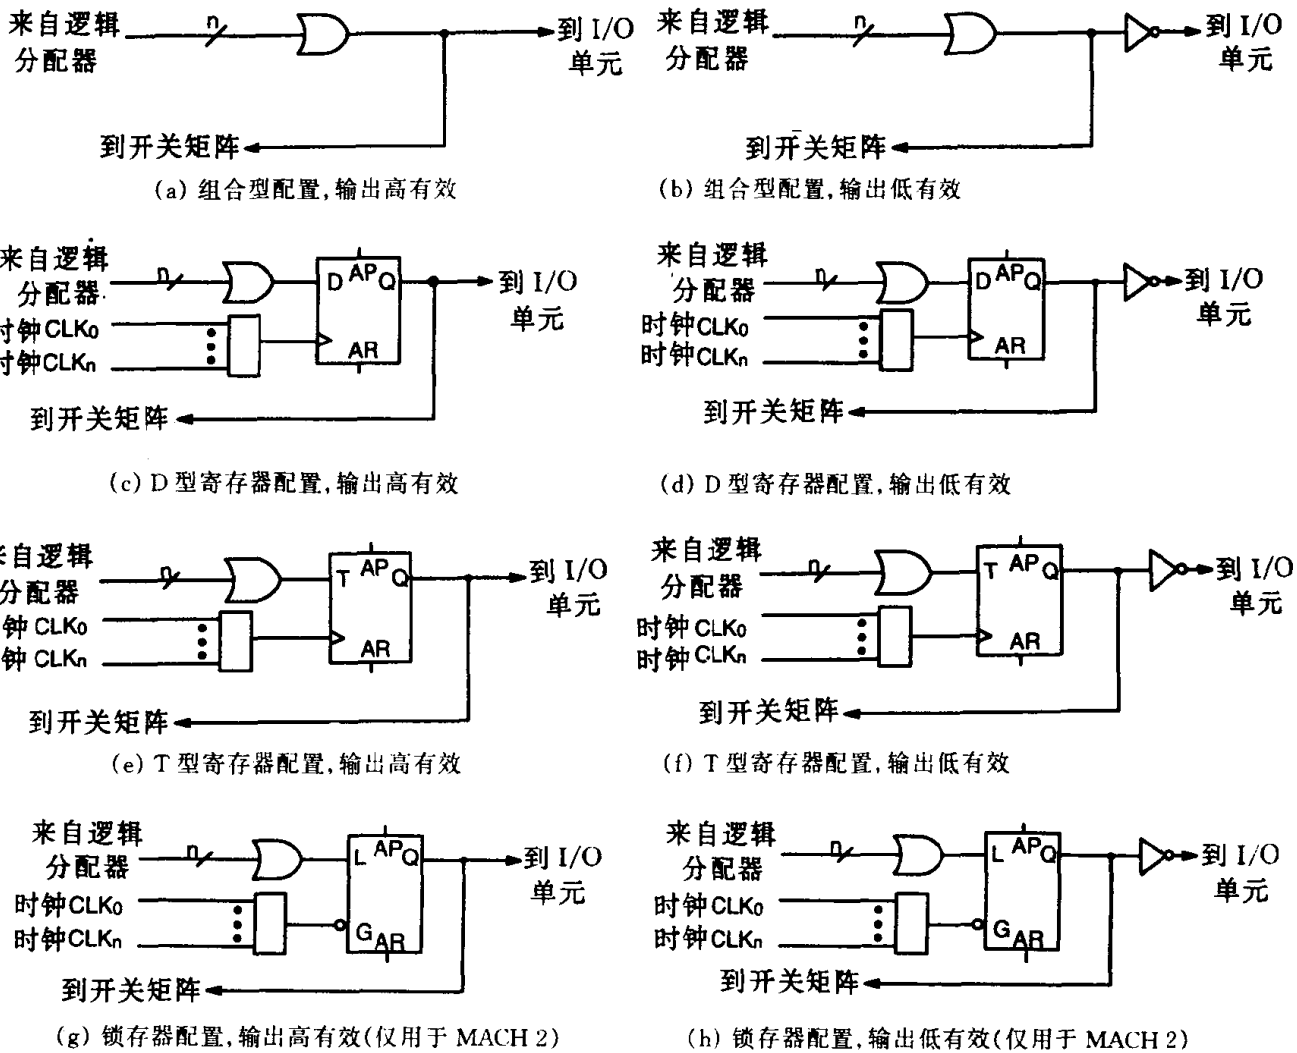 来自逻辑
分配器
n
到 I/O
单元
到开关矩阵
(a) 组合型配置,输出高有效
来自逻辑
分配器
n
到 I/O
单元
到开关矩阵
(b) 组合型配置,输出低有效
来自逻辑
分配器
n
D AP Q
AR
到 I/O
单元
时钟CLK0
时钟CLKn
到开关矩阵
(c) D 型寄存器配置,输出高有效
来自逻辑
分配器
n
D AP Q
AR
到 I/O
单元
时钟CLK0
时钟CLKn
到开关矩阵
(d) D 型寄存器配置,输出低有效
来自逻辑
分配器
n
T AP Q
AR
到 I/O
单元
钟 CLK0
钟 CLKn
到开关矩阵
(e) T 型寄存器配置,输出高有效
来自逻辑
分配器
n
T AP Q
AR
到 I/O
单元
时钟 CLK0
时钟 CLKn
到开关矩阵
(f) T 型寄存器配置,输出低有效
来自逻辑
分配器
n
L AP Q
G AR
到 I/O
单元
时钟CLK0
时钟CLKn
到开关矩阵
(g) 锁存器配置,输出高有效(仅用于 MACH 2)
来自逻辑
分配器
n
L AP Q
G AR
到 I/O
单元
时钟CLK0
时钟CLKn
到开关矩阵
(h) 锁存器配置,输出低有效(仅用于 MACH 2)